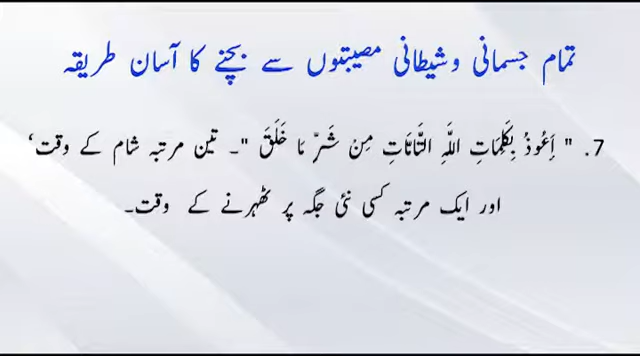 تمام جسمانی و شیطانی مصیبتوں سے بچنے کا آسان طریقہ
7. " اَعُوذُ بِکَلِمَاتِ اللّٰہِ التَّامَاتِ مِنْ شَرِّ مَا خَلَقَ "۔ تین مرتبہ شام کے وقت‘
اور ایک مرتبہ کسی نئی جگہ پر ٹھہرنے کے وقت۔